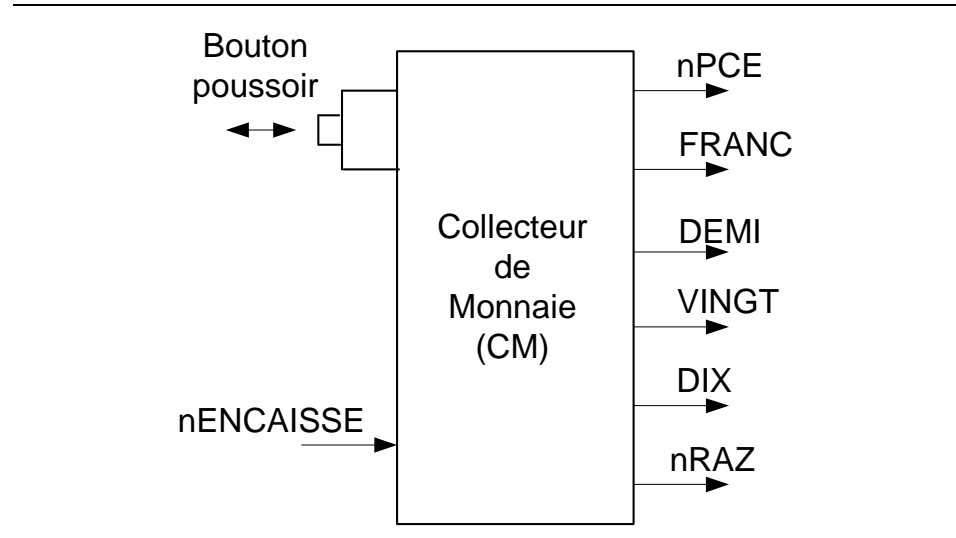 Bouton
poussoir
nPCE
FRANC
DEMI
VINGT
DIX
nRAZ
Collecteur
de
Monnaie
(CM)
nENCAISSE